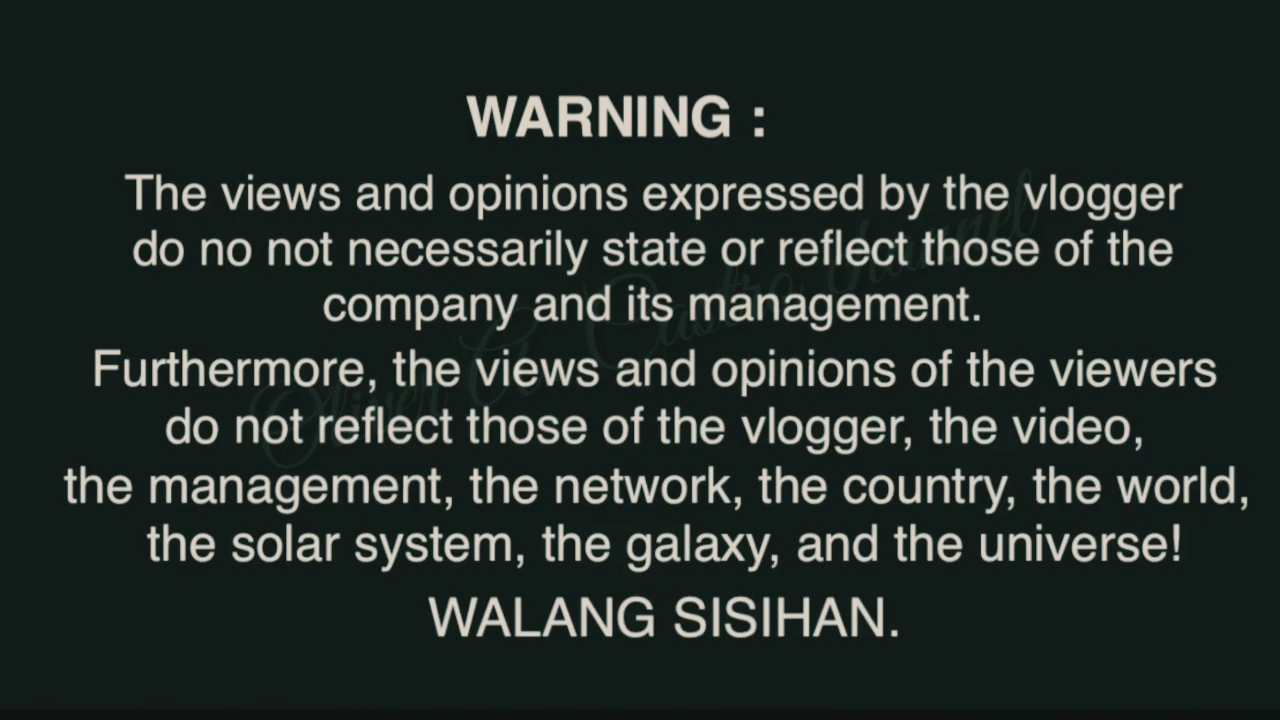 WARNING :
The views and opinions expressed by the vlogger
do no not necessarily state or reflect those of the
company and its management.
Furthermore, the views and opinions of the viewers
do not reflect those of the vlogger, the video,
the management, the network, the country, the world,
the solar system, the galaxy, and the universe!
WALANG SISIHAN.
Oliver A Castro channel